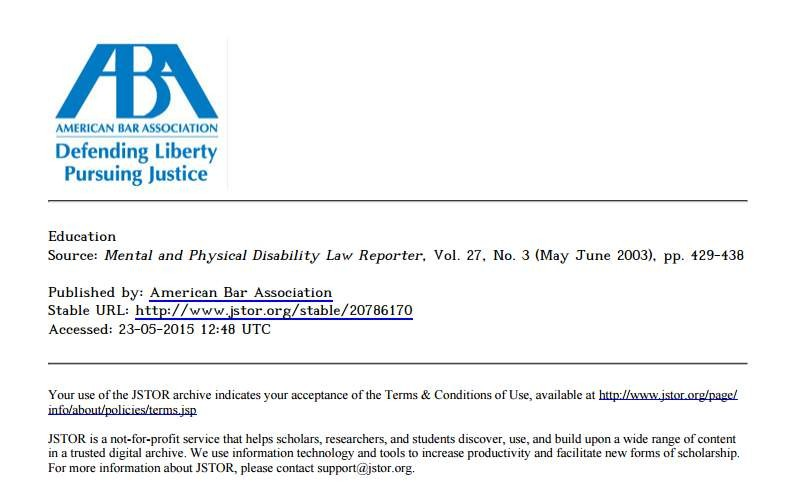 ABA
AMERICAN BAR ASSOCIATION
Defending Liberty
Pursuing Justice
Education
Source: Mental and Physical Disability Law Reporter, Vol. 27, No. 3 (May June 2003), pp. 429-438
Published by: American Bar Association
Stable URL: http://www.jstor.org/stable/20786170
Accessed: 23-05-2015 12:48 UTC
Your use of the JSTOR archive indicates your acceptance of the Terms & Conditions of Use, available at http://www.jstor.org/page/
info/about/policies/terms.jsp
JSTOR is a not-for-profit service that helps scholars, researchers, and students discover, use, and build upon a wide range of content
in a trusted digital archive. We use information technology and tools to increase productivity and facilitate new forms of scholarship.
For more information about JSTOR, please contact support@jstor.org.